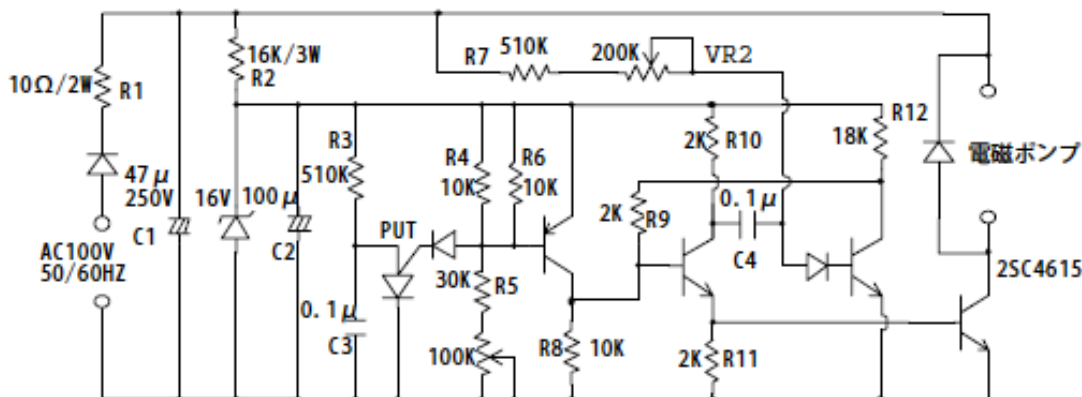 10Ω/2W
R1
AC100V
50/60HZ
47μ
250V
C1
16K/3W
R2
16V
100μ
C2
R3
510K
0.1μ
C3
PUT
R4
10K
R6
10K
30K
R5
100K
R8
10K
R7
510K
200K
VR2
2K
R9
2K
R10
0.1μ
C4
2K
R11
R12
18K
電磁ポンプ
2SC4615